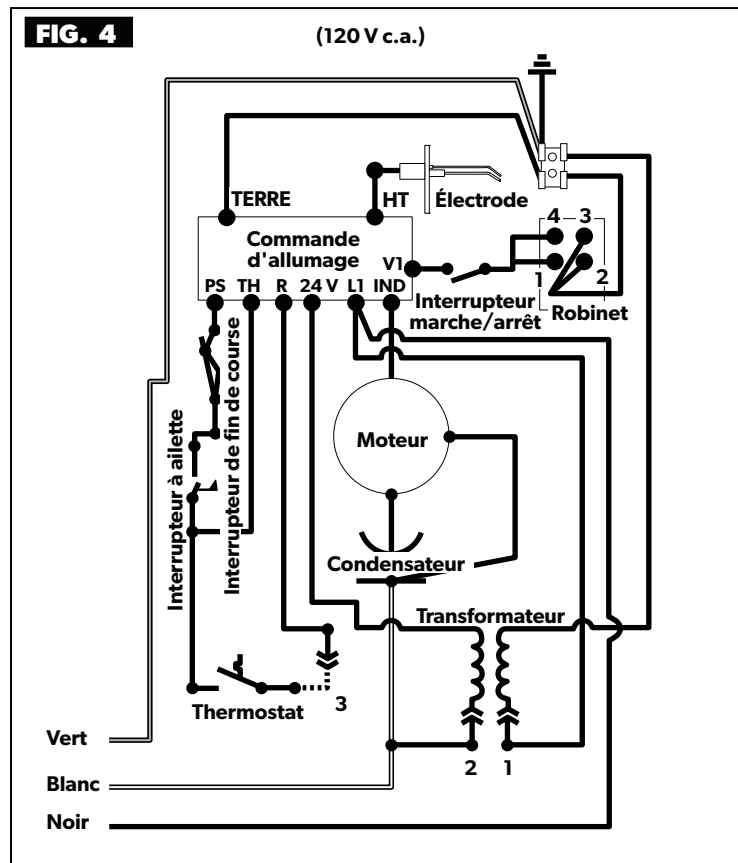 FIG. 4
(120 V c.a.)
TERRE
HT
Électrode
Commande
d'allumage
V1
4 3
1 2
Interrupteur
marche/arrêt
Robinet
PS TH R 24 V L1 IND
Interrupteur à ailette
Interrupteur de fin de course
Moteur
Condensateur
Transformateur
Thermostat
3
2 1
Vert
Blanc
Noir